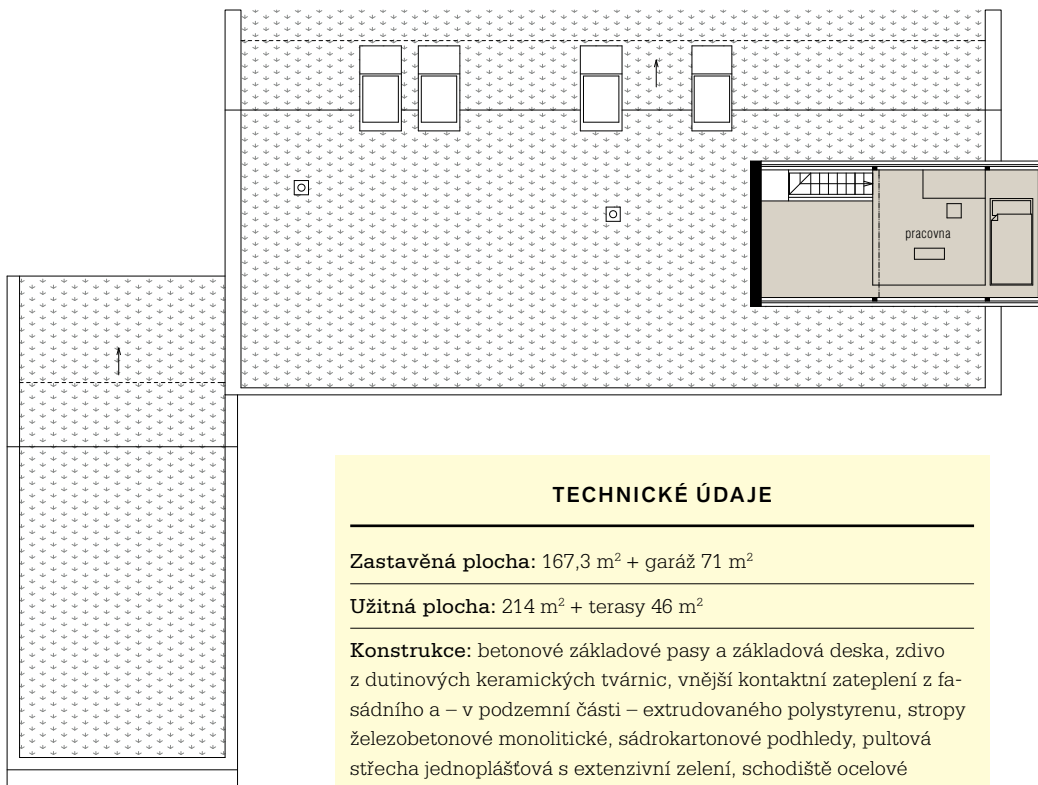 pracovna
TECHNICKÉ ÚDAJE
Zastavěná plocha: 167,3 m² + garáž 71 m²
Užitná plocha: 214 m² + terasy 46 m²
Konstrukce: betonové základové pasy a základová deska, zdivo
z dutinových keramických tvárnic, vnější kontaktní zateplení z fa-
sádního a – v podzemní části – extrudovaného polystyrenu, stropy
železobetonové monolitické, sádrokartonové podhledy, pultová
střecha jednoplášťová s extenzivní zelení, schodiště ocelové